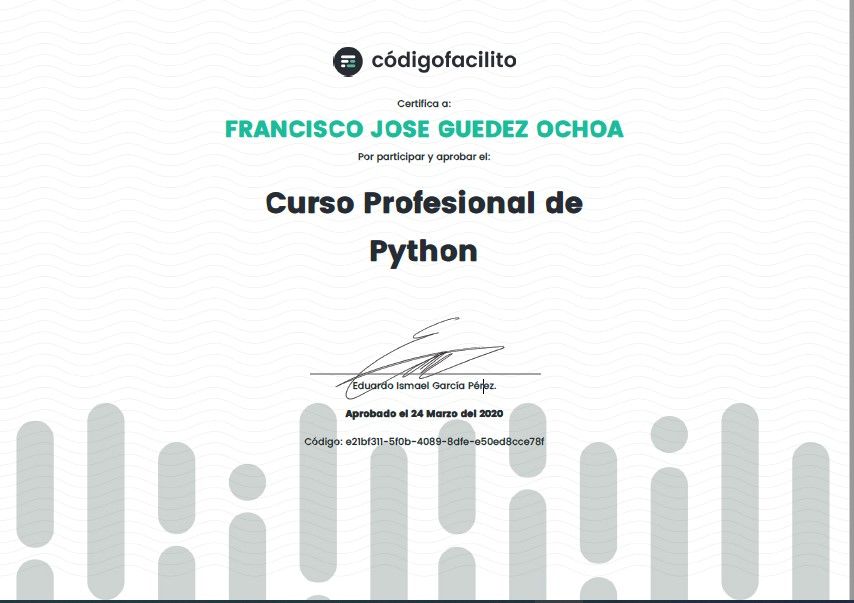 códigofacilito
Certifica a:
FRANCISCO JOSE GUEDEZ OCHOA
Por participar y aprobar el:
Curso Profesional de
Python
Eduardo Ismael García Pérez.
Aprobado el 24 Marzo del 2020
Código: e21bf311-5f0b-4089-8dfe-e50ed8cce78f